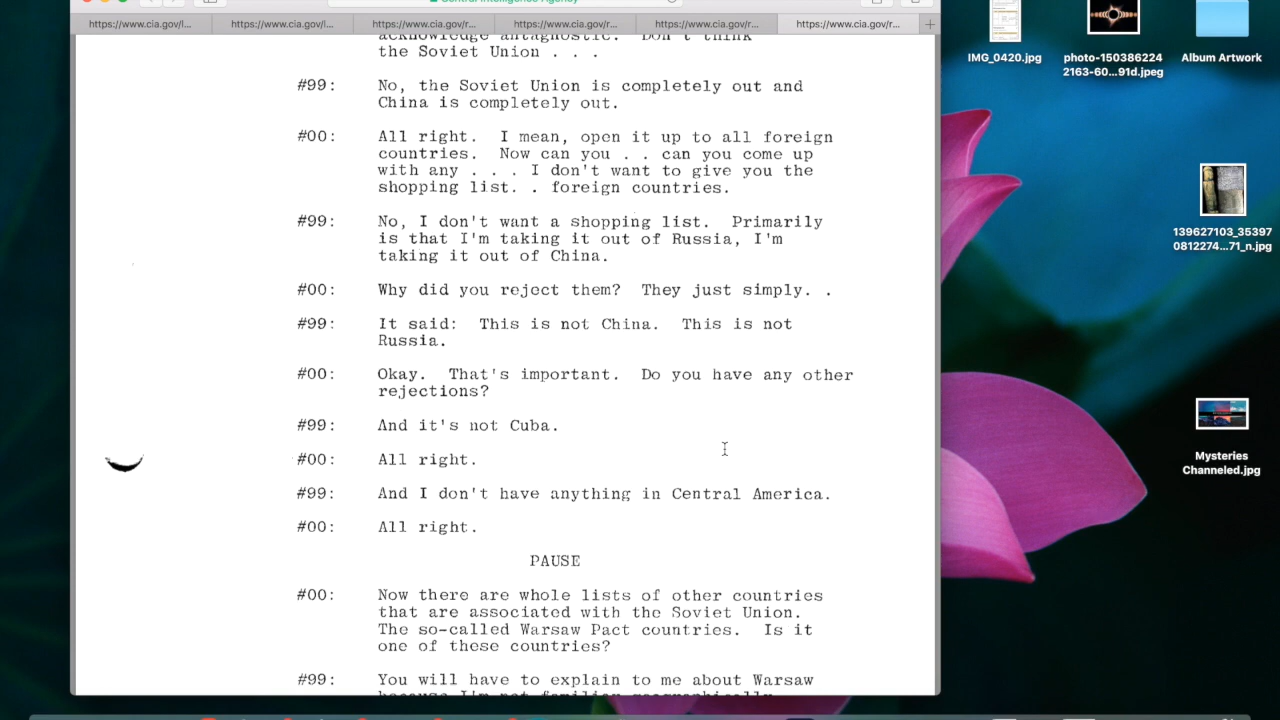 https://www.cia.gov/l...
https://www.cia.gov/l...
https://www.cia.gov/r...
https://www.cia.gov/r...
https://www.cia.gov/r...
https://www.cia.gov/r...
acknowledge antagnostic. Don't think
the Soviet Union . . .
#99: No, the Soviet Union is completely out and
China is completely out.
#00: All right. I mean, open it up to all foreign
countries. Now can you . . can you come up
with any . . . I don't want to give you the
shopping list. . foreign countries.
#99: No, I don't want a shopping list. Primarily
is that I'm taking it out of Russia, I'm
taking it out of China.
#00: Why did you reject them? They just simply. .
#99: It said: This is not China. This is not
Russia.
#00: Okay. That's important. Do you have any other
rejections?
#99: And it's not Cuba.
#00: All right.
#99: And I don't have anything in Central America.
#00: All right.
PAUSE
#00: Now there are whole lists of other countries
that are associated with the Soviet Union.
The so-called Warsaw Pact countries. Is it
one of those countries?
#99: You will have to explain to me about Warsaw
because I'm not familiar geographically
IMG_0420.jpg
photo-150386224
2163-60...91d.jpeg
Album Artwork
139627103_35397
0812274..._71_n.jpg
Mysteries
Channeled.jpg